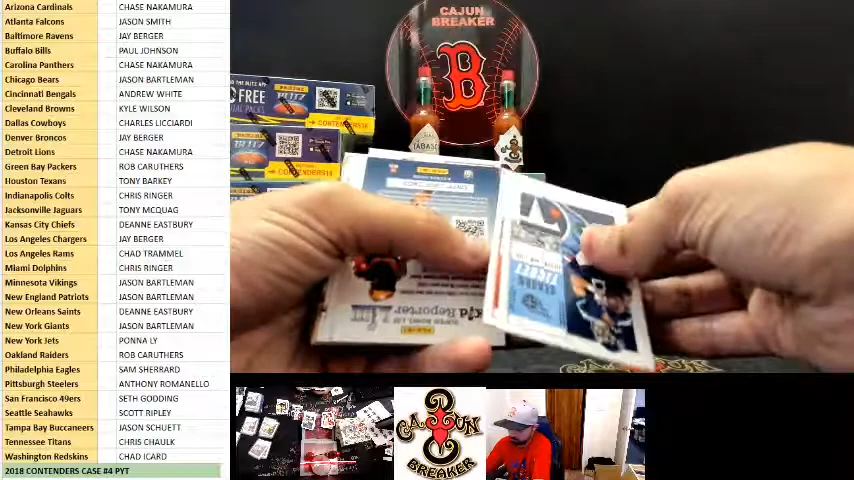 Arizona Cardinals CHASE NAKAMURA
Atlanta Falcons JASON SMITH
Baltimore Ravens JAY BERGER
Buffalo Bills PAUL JOHNSON
Carolina Panthers CHASE NAKAMURA
Chicago Bears JASON BARTLEMAN
Cincinnati Bengals ANDREW WHITE
Cleveland Browns KYLE WILSON
Dallas Cowboys CHARLES LICCIARDI
Denver Broncos JAY BERGER
Detroit Lions CHASE NAKAMURA
Green Bay Packers ROB CARUTHERS
Houston Texans TONY BARKEY
Indianapolis Colts CHRIS RINGER
Jacksonville Jaguars TONY MCQUAG
Kansas City Chiefs DEANNE EASTBURY
Los Angeles Chargers JAY BERGER
Los Angeles Rams CHAD TRAMMEL
Miami Dolphins CHRIS RINGER
Minnesota Vikings JASON BARTLEMAN
New England Patriots JASON BARTLEMAN
New Orleans Saints DEANNE EASTBURY
New York Giants JASON BARTLEMAN
New York Jets PONNA LY
Oakland Raiders ROB CARUTHERS
Philadelphia Eagles SAM SHERRARD
Pittsburgh Steelers ANTHONY ROMANELLO
San Francisco 49ers SETH GODDING
Seattle Seahawks SCOTT RIPLEY
Tampa Bay Buccaneers JASON SCHUETT
Tennessee Titans CHRIS CHAULK
Washington Redskins CHAD ICARD
2018 CONTENDERS CASE #4 PYT
CAJUN
BREAKER
B
FREE
BLITZ
TABASCO
Kid Reporter
SUPER BOWL LIII
SEASON
TICKET
CAJUN
BREAKER